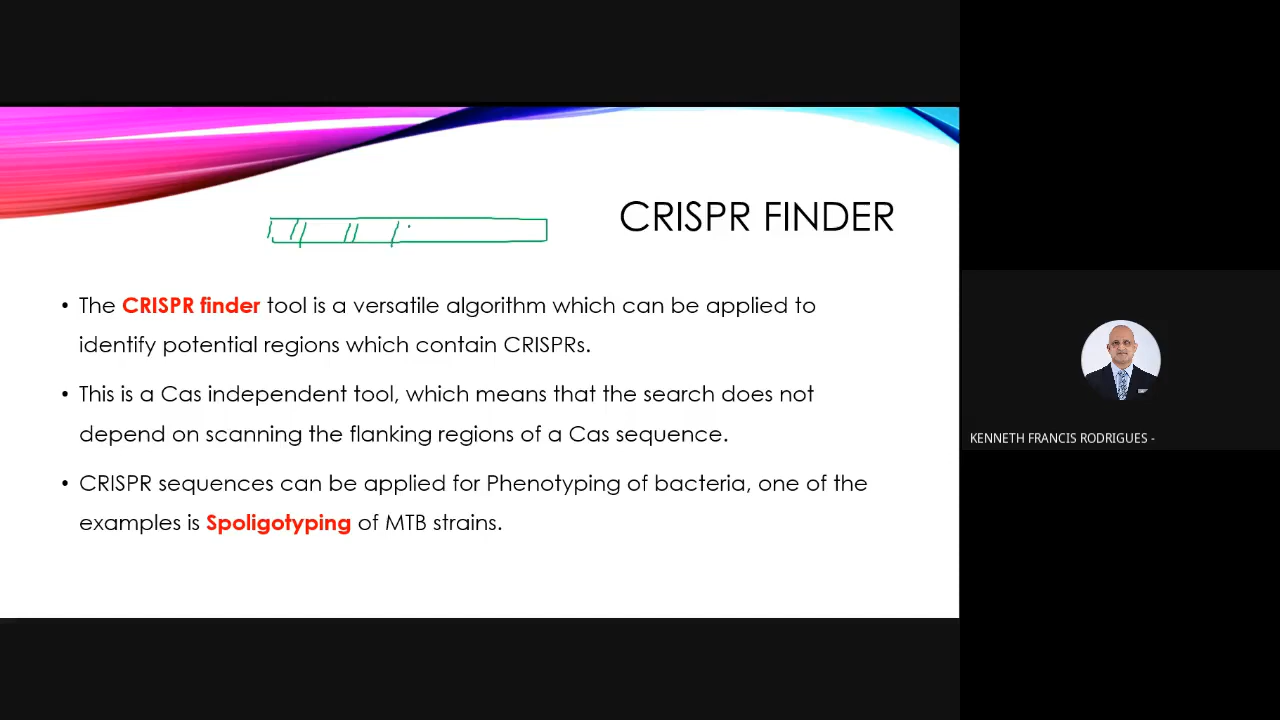 CRISPR FINDER
• The CRISPR finder tool is a versatile algorithm which can be applied to
identify potential regions which contain CRISPRs.
• This is a Cas independent tool, which means that the search does not
depend on scanning the flanking regions of a Cas sequence.
• CRISPR sequences can be applied for Phenotyping of bacteria, one of the
examples is Spoligotyping of MTB strains.
KENNETH FRANCIS RODRIGUES -